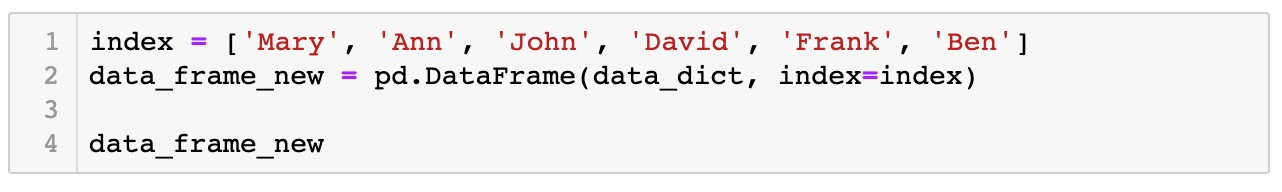 1 index = ['Mary', 'Ann', 'John', 'David', 'Frank', 'Ben']
2 data_frame_new = pd.DataFrame(data_dict, index=index)
3
4 data_frame_new